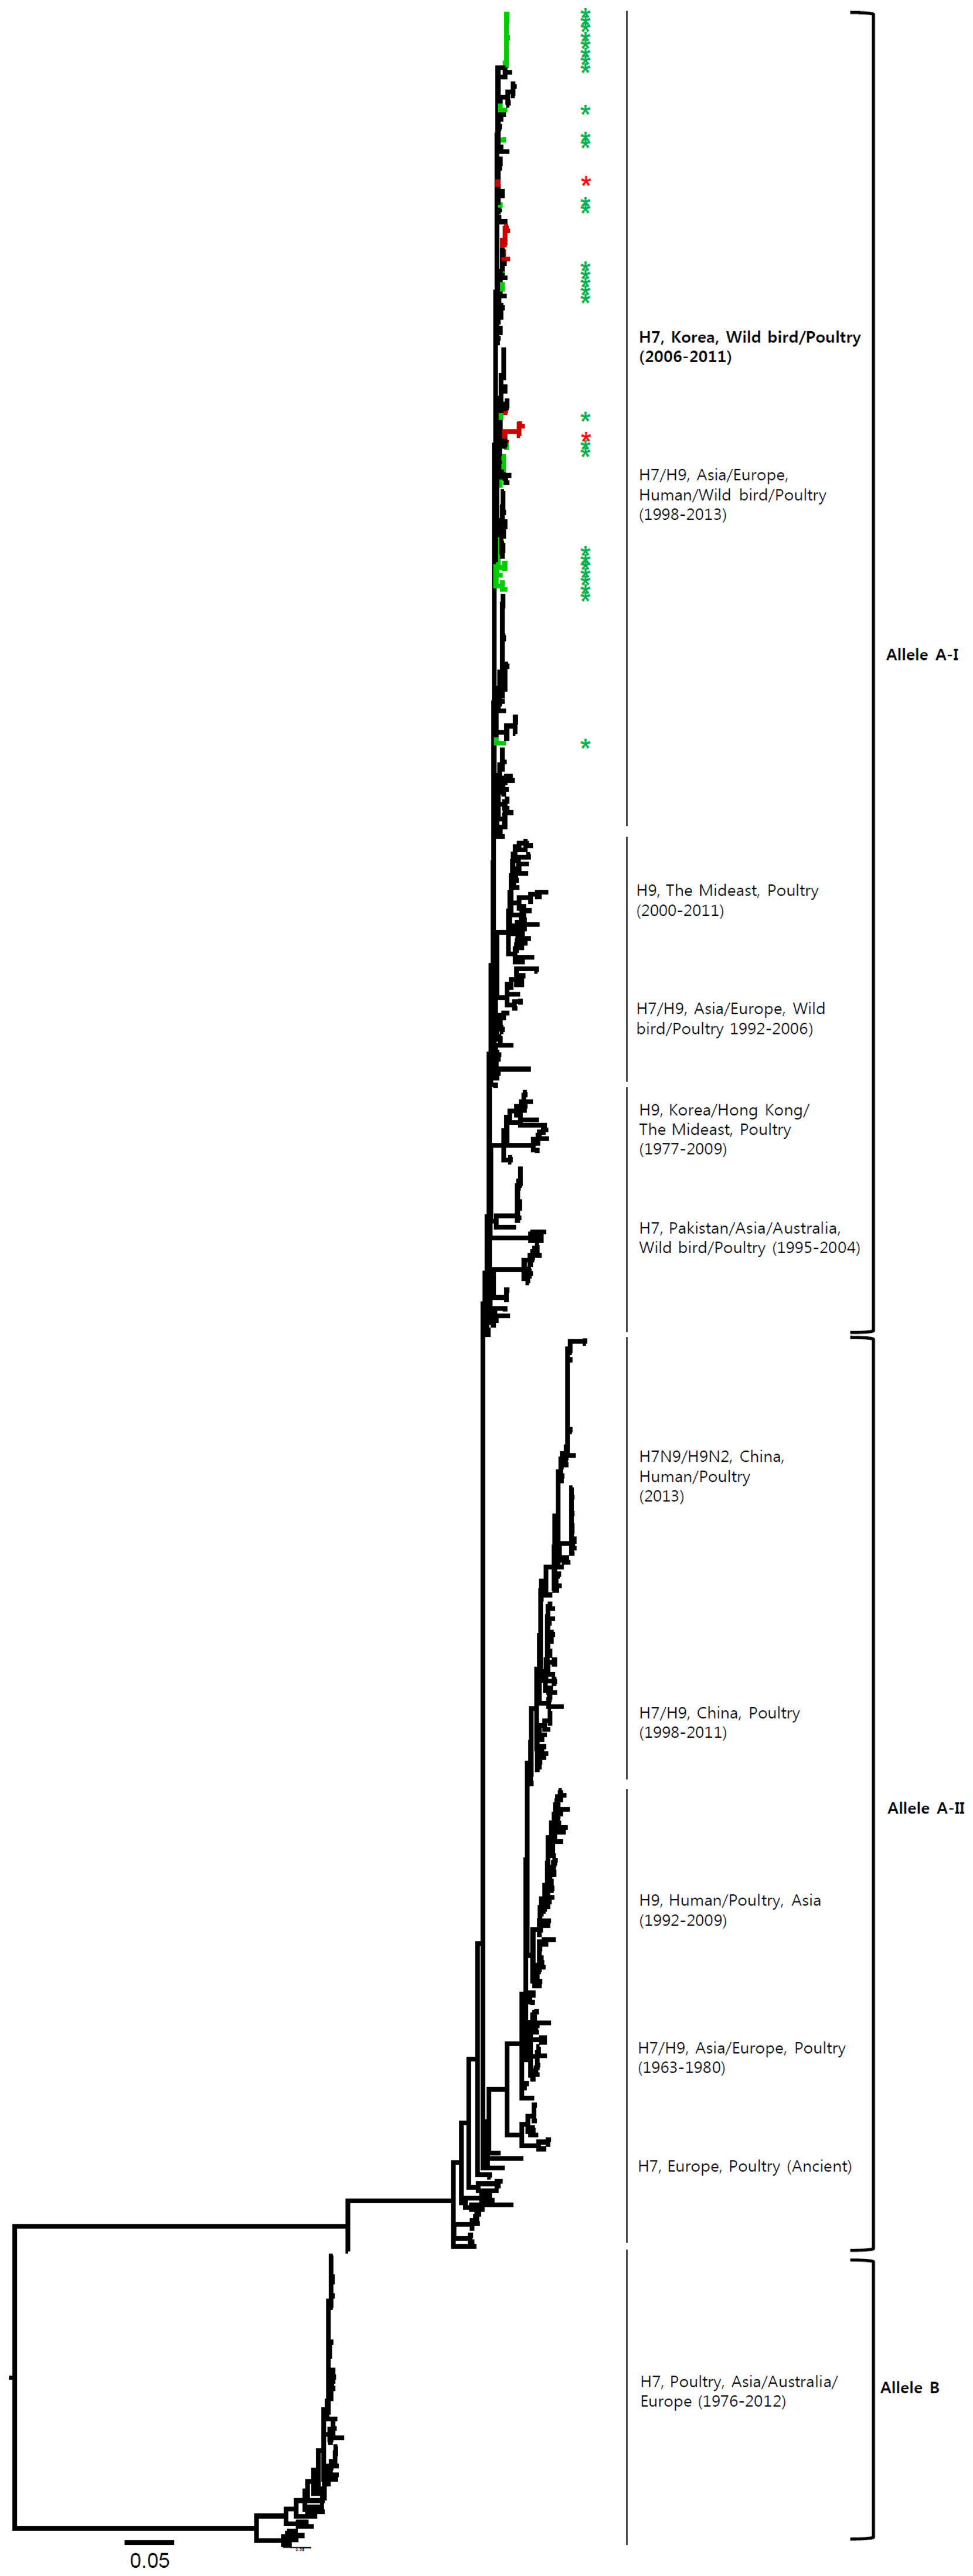 H7, Korea, Wild bird/Poultry
(2006-2011)
H7/H9, Asia/Europe,
Human/Wild bird/Poultry
(1998-2013)
Allele A-I
H9, The Mideast, Poultry
(2000-2011)
H7/H9, Asia/Europe, Wild
bird/Poultry 1992-2006)
H9, Korea/Hong Kong/
The Mideast, Poultry
(1977-2009)
H7, Pakistan/Asia/Australia,
Wild bird/Poultry (1995-2004)
H7N9/H9N2, China,
Human/Poultry
(2013)
H7/H9, China, Poultry
(1998-2011)
Allele A-II
H9, Human/Poultry, Asia
(1992-2009)
H7/H9, Asia/Europe, Poultry
(1963-1980)
H7, Europe, Poultry (Ancient)
H7, Poultry, Asia/Australia/
Europe (1976-2012)
Allele B
0.05